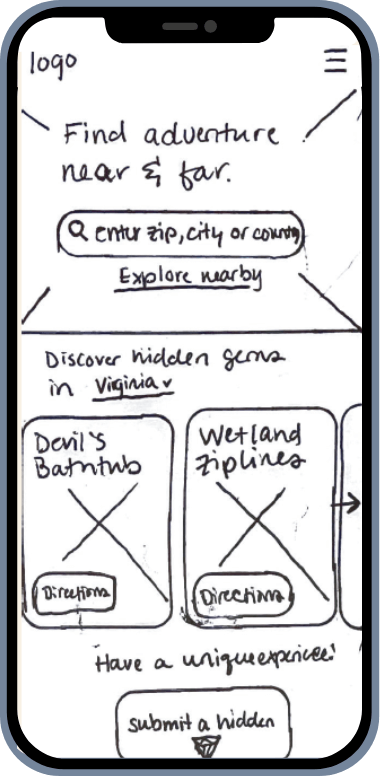 logo
Find adventure
near & far.
enter zip, city or county
Explore nearby
Discover hidden gems
in Virginia
Devil's
Bathtub
Directions
Wetland
Ziplines
Directions
Have a unique experience?
submit a hidden